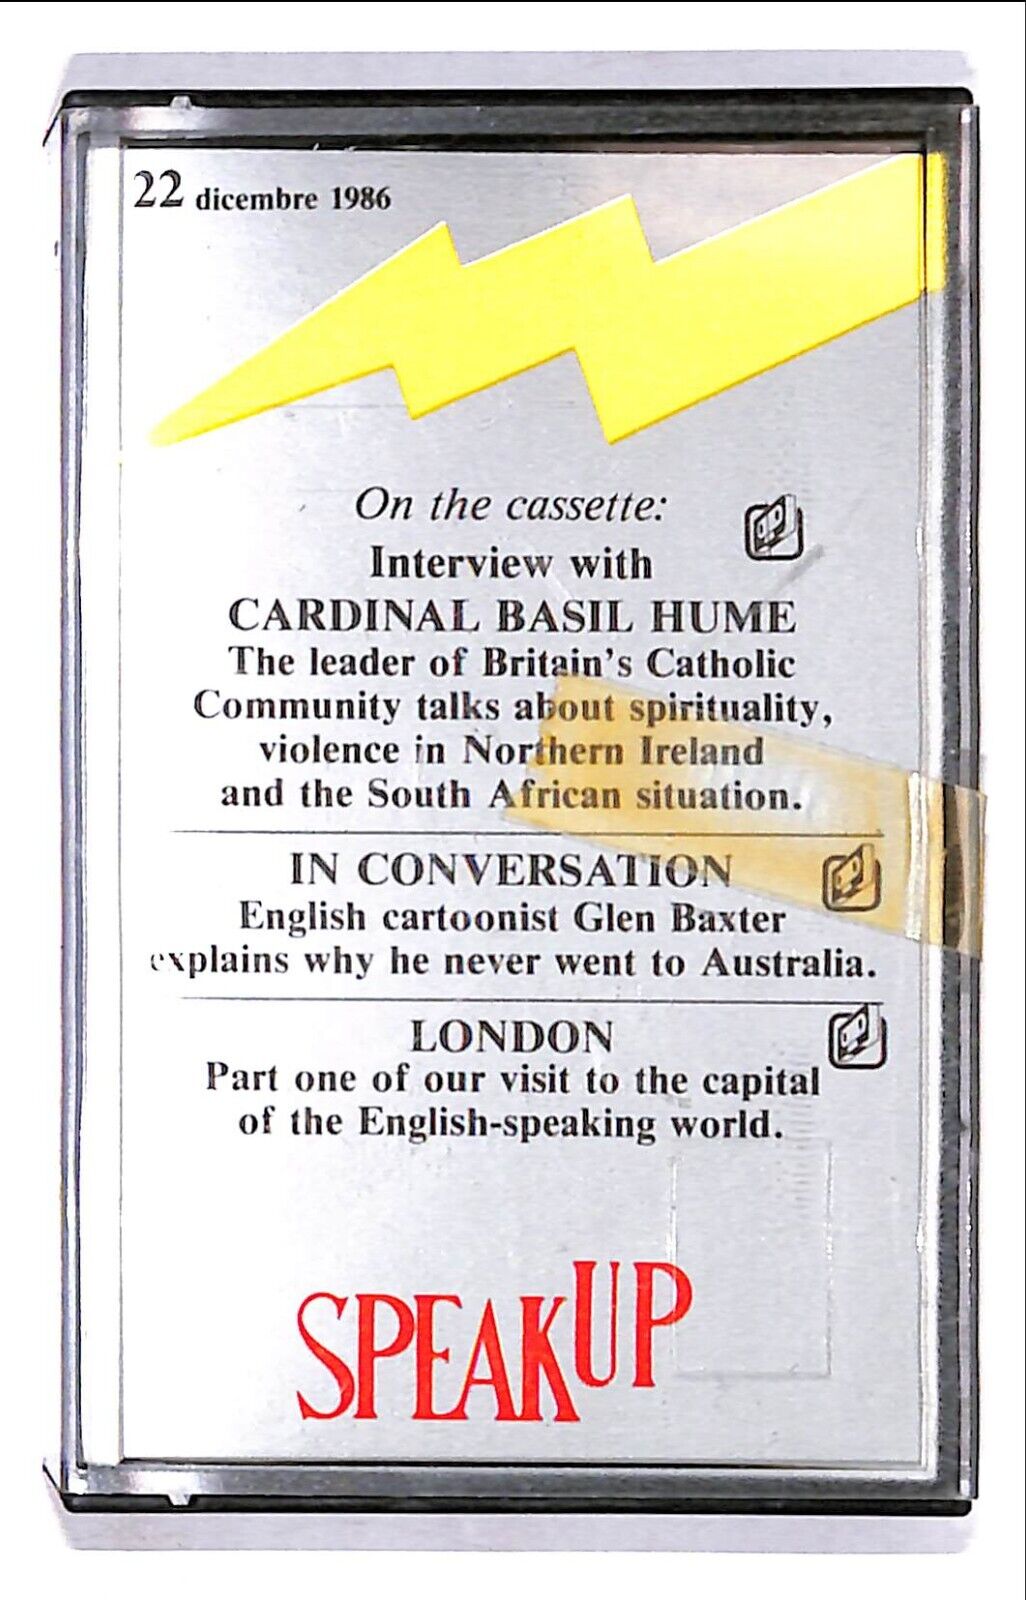 22 dicembre 1986
On the cassette:
Interview with
CARDINAL BASIL HUME
The leader of Britain's Catholic
Community talks about spirituality,
violence in Northern Ireland
and the South African situation.
IN CONVERSATION
English cartoonist Glen Baxter
explains why he never went to Australia.
LONDON
Part one of our visit to the capital
of the English-speaking world.
SPEAKUP